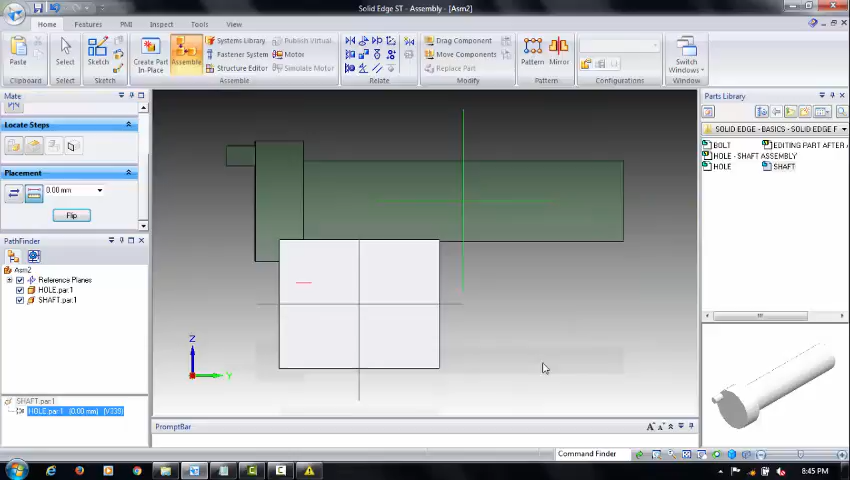 Solid Edge ST - Assembly - [Asm2]
Home Features PMI Inspect Tools View
Paste
Select
Sketch
Create Part
In-Place
Assemble
Systems Library
Fastener System
Structure Editor
Publish Virtual
Motor
Simulate Motor
Drag Component
Move Components
Replace Part
Pattern
Mirror
Switch
Windows
Clipboard Select Sketch Assemble Relate Modify Pattern Configurations Window
Mate
Locate Steps
Placement
0.00 mm
Flip
PathFinder
Asm2
Reference Planes
HOLE.par:1
SHAFT.par:1
SHAFT.par:1
HOLE.par:1 (0.00 mm) (V339)
Z
Y
PromptBar
Parts Library
SOLID EDGE - BASICS - SOLID EDGE F
BOLT EDITING PART AFTER A
HOLE - SHAFT ASSEMBLY
HOLE SHAFT
Command Finder
8:45 PM